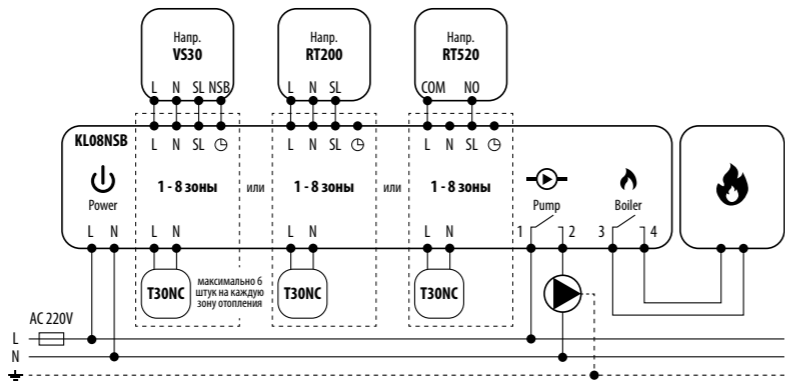 Напр.
VS30
Напр.
RT200
Напр.
RT520
L N SL NSB
L N SL
COM NO
KL08NSB
L N SL
L N SL
L N SL
Power
1 - 8 зоны
или
1 - 8 зоны
или
1 - 8 зоны
Pump
Boiler
L N
L N
L N
L N
1 2
3 4
T30NC
максимально 6
штук на каждую
зону отопления
T30NC
T30NC
AC 220V
L
N